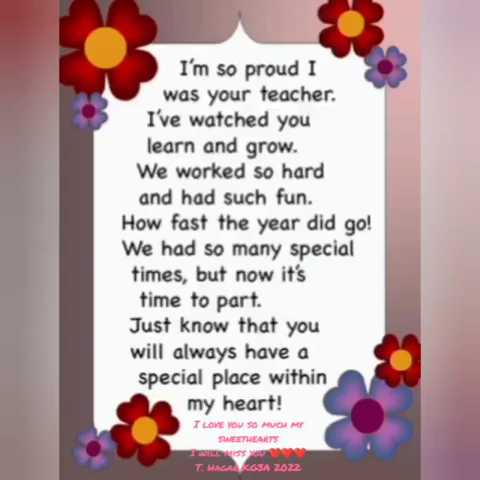 I'm so proud I
was your teacher.
I've watched you
learn and grow.
We worked so hard
and had such fun.
How fast the year did go!
We had so many special
times, but now it's
time to part.
Just know that you
will always have a
special place within
my heart!
I love you so much my
sweethearts
I will miss you ❤❤❤
T. Hagar KG3A 2022